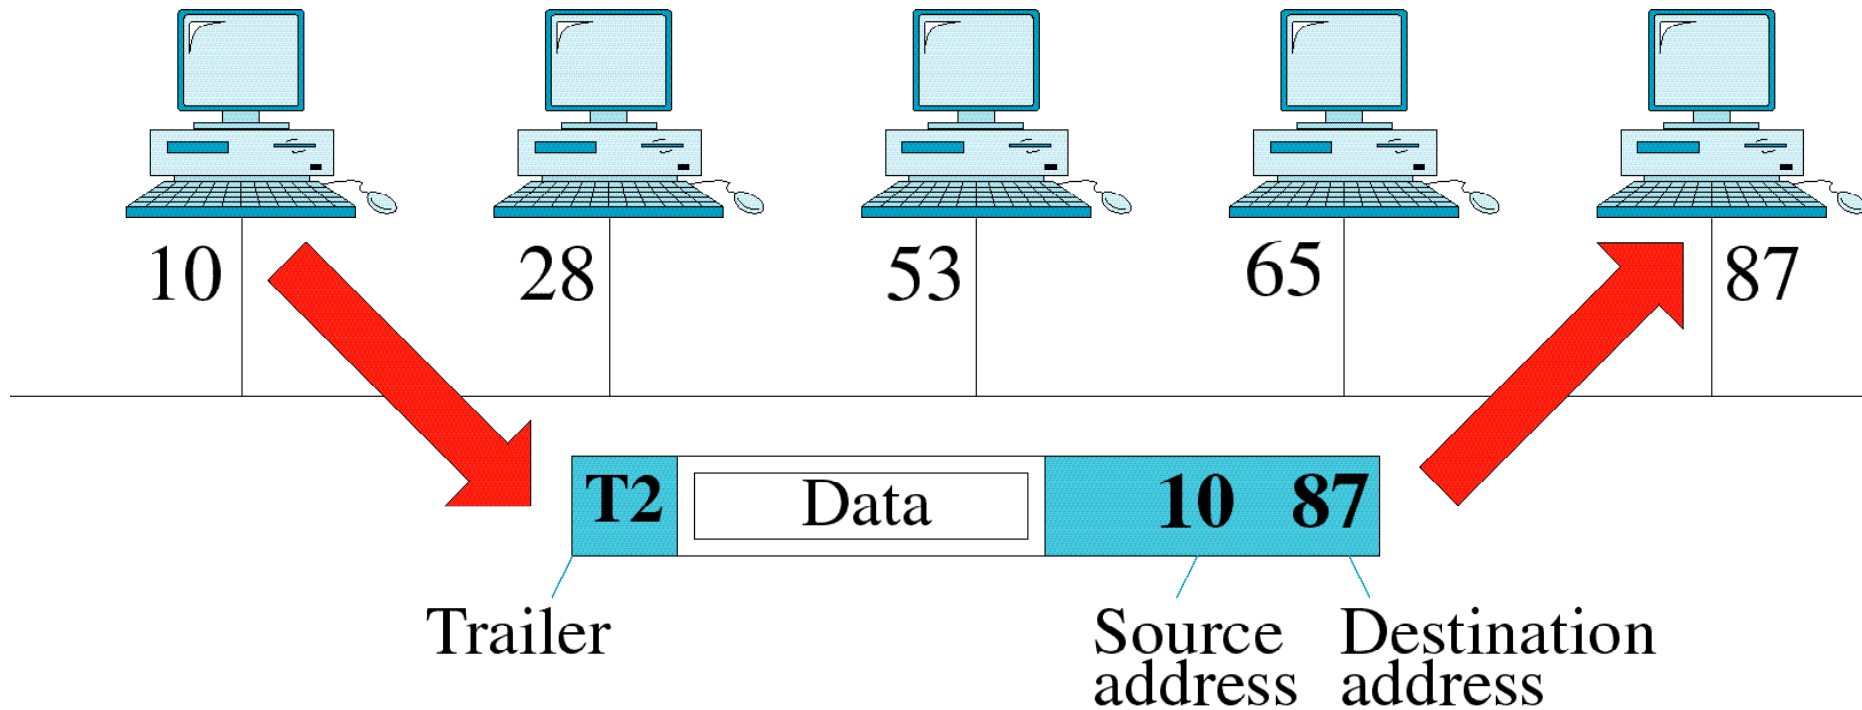 10 28 53 65 87
T2 Data 10 87
Trailer
Source address
Destination address